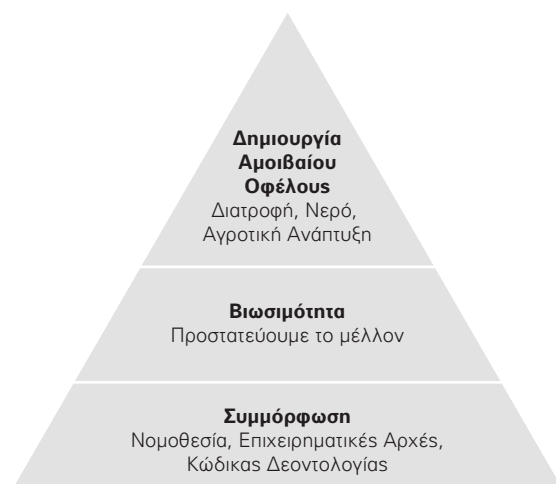 Δημιουργία
Αμοιβαίου
Οφέλους
Διατροφή, Νερό,
Αγροτική Ανάπτυξη
Βιωσιμότητα
Προστατεύουμε το μέλλον
Συμμόρφωση
Νομοθεσία, Επιχειρηματικές Αρχές,
Κώδικας Δεοντολογίας